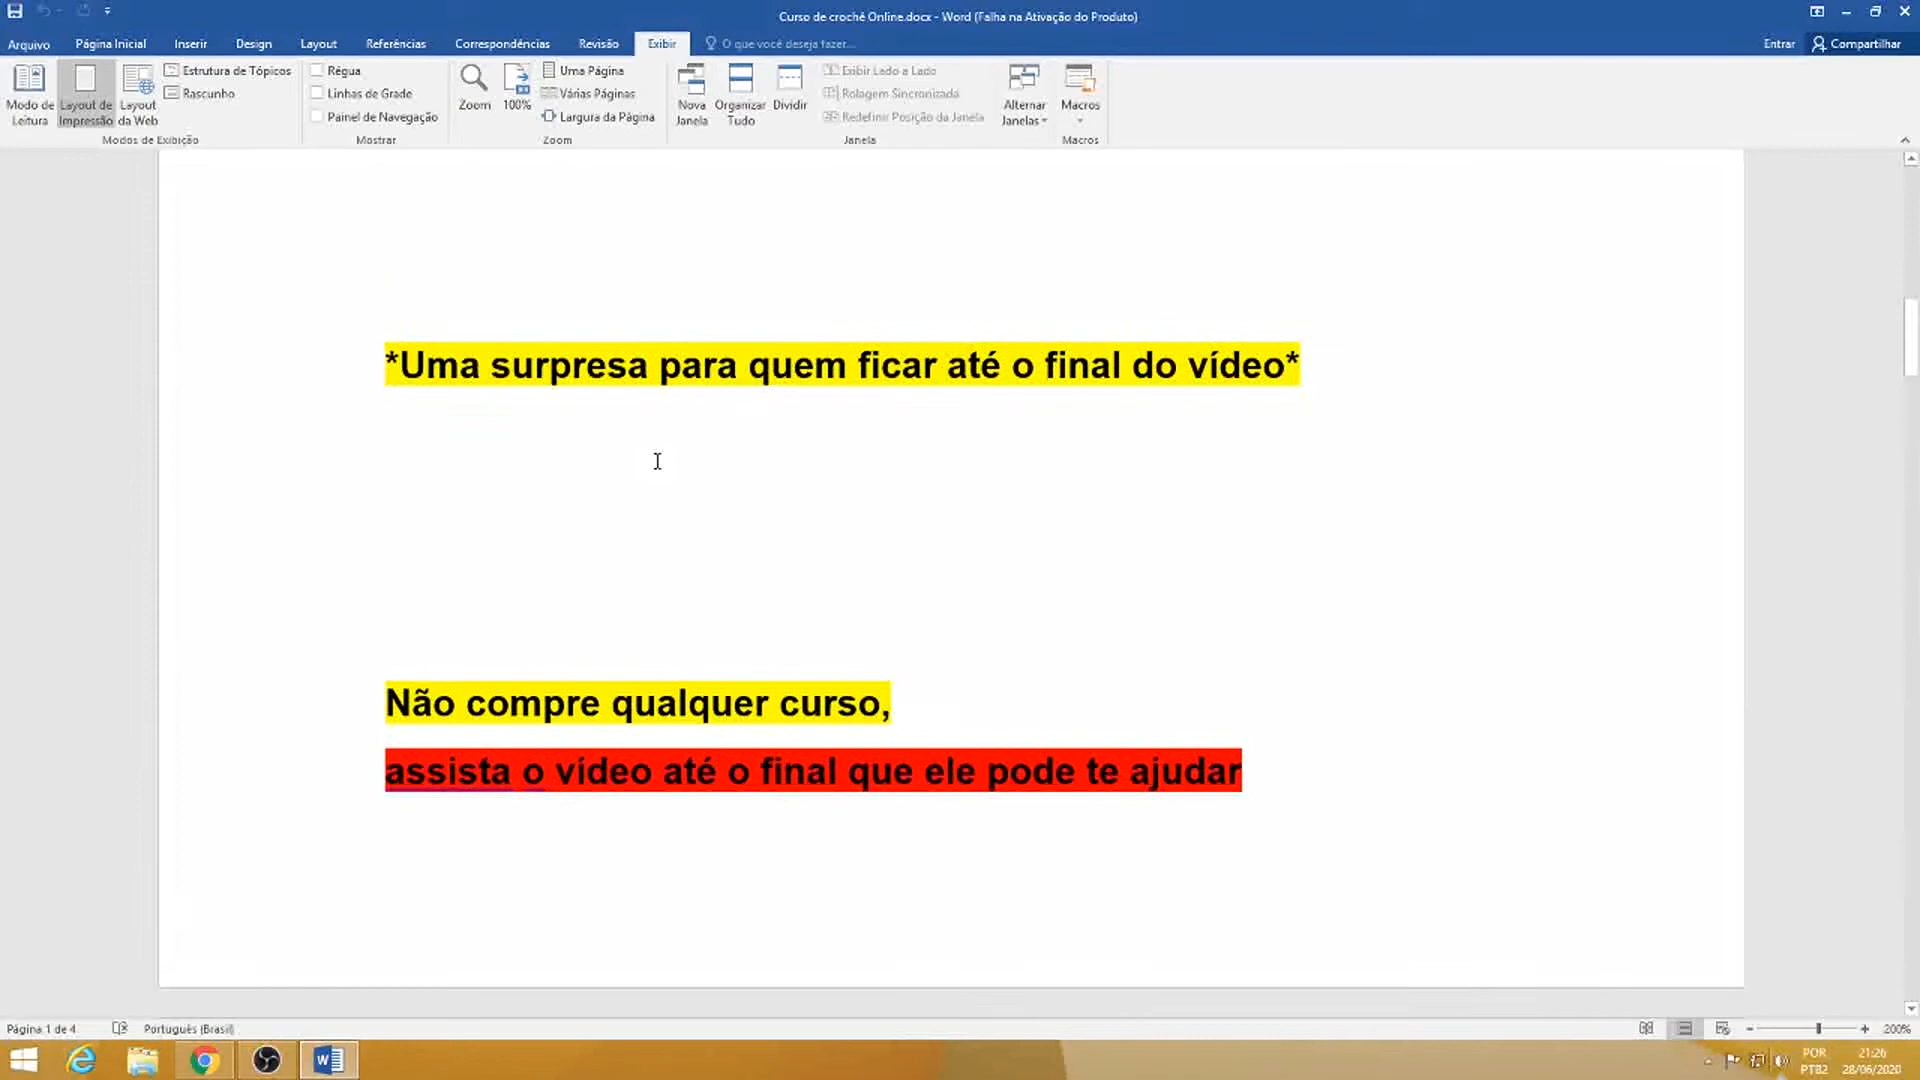 Curso de crochê Online.docx - Word (Falha na Ativação do Produto)
Arquivo Página Inicial Inserir Design Layout Referências Correspondências Revisão Exibir O que você deseja fazer... Entrar Compartilhar
Modo de Leitura
Layout de Impressão
Layout da Web
Estrutura de Tópicos
Rascunho
Modos de Exibição
Régua
Linhas de Grade
Painel de Navegação
Mostrar
Zoom
100%
Uma Página
Várias Páginas
Largura da Página
Zoom
Nova Janela
Organizar Tudo
Dividir
Exibir Lado a Lado
Rolagem Sincronizada
Redefinir Posição da Janela
Janela
Alternar Janelas
Macros
Macros
*Uma surpresa para quem ficar até o final do vídeo*
Não compre qualquer curso,
assista o vídeo até o final que ele pode te ajudar
Página 1 de 4 Português (Brasil) 200%
POR 21:26
PTB2 28/06/2020